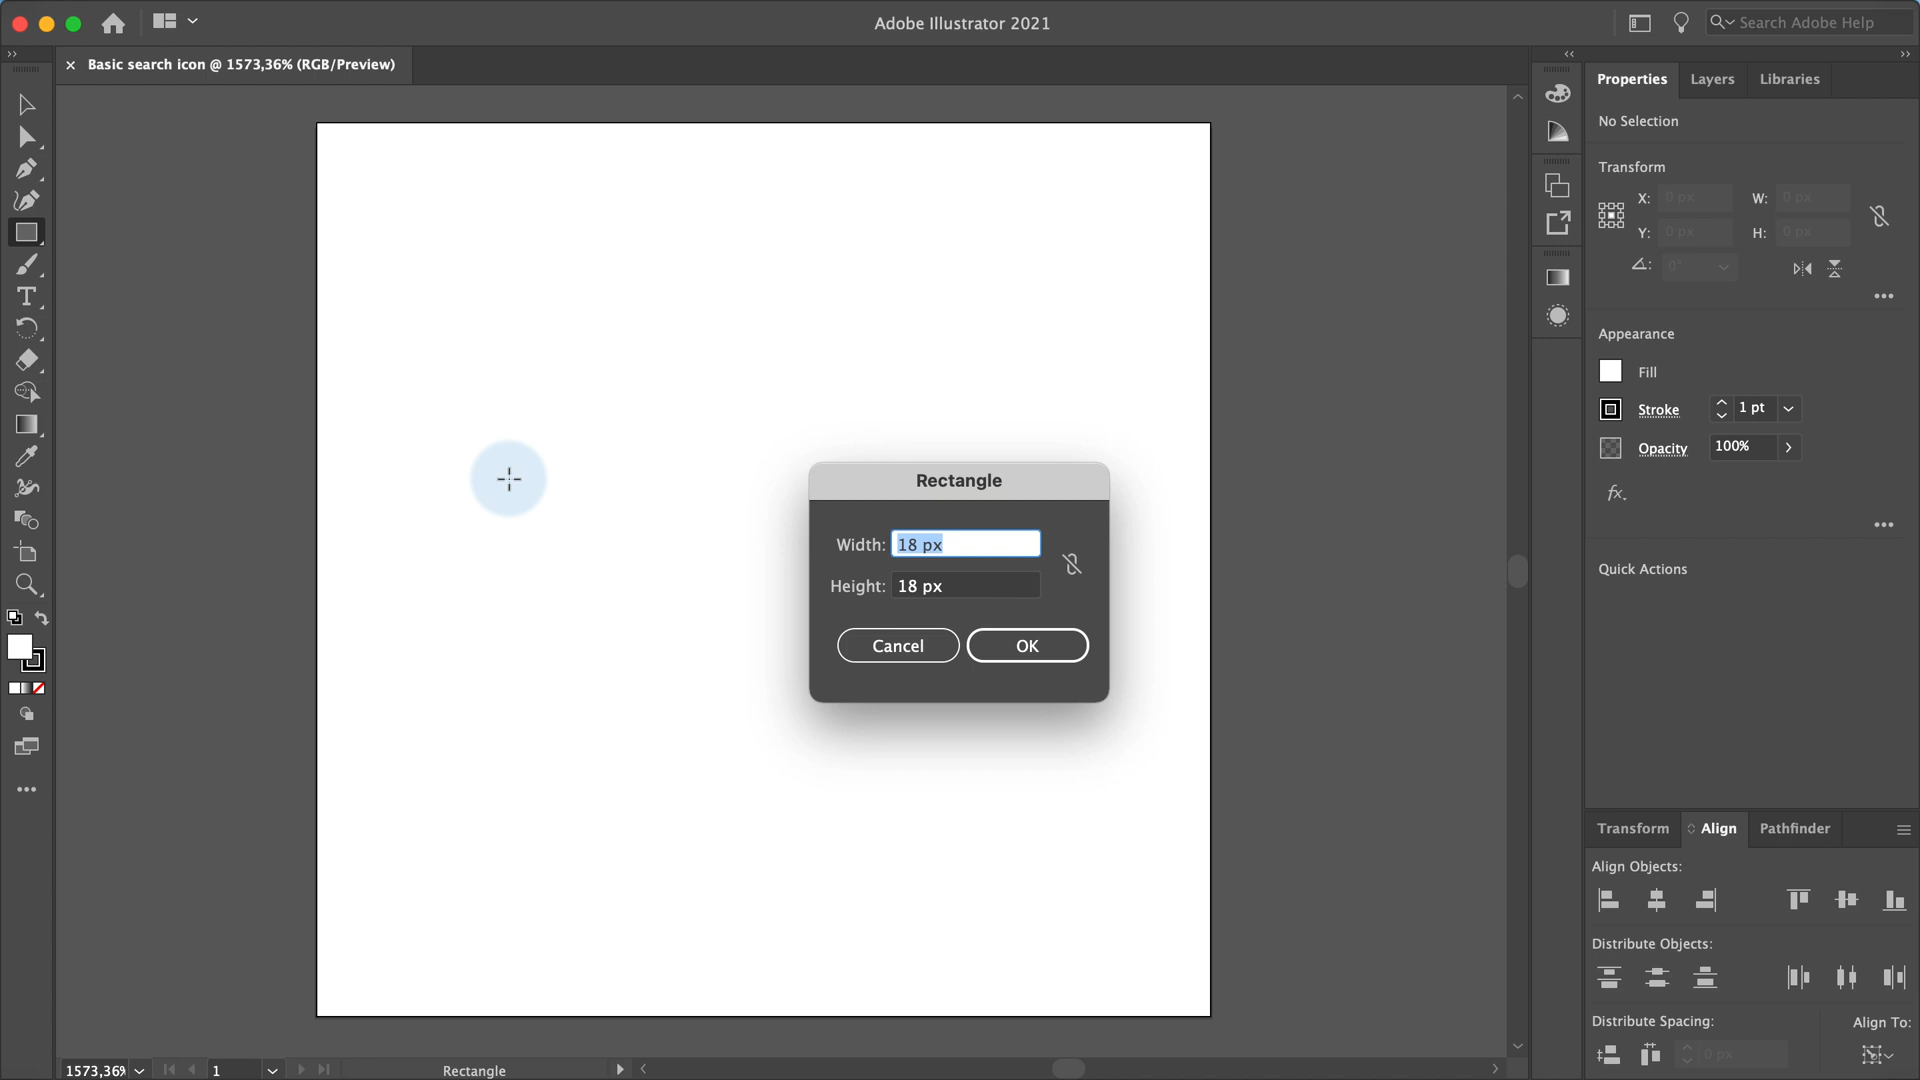 Adobe Illustrator 2021
Search Adobe Help
Basic search icon @ 1573,36% (RGB/Preview)
Properties
Layers
Libraries
No Selection
Transform
X: 0 px
W: 0 px
Y: 0 px
H: 0 px
0°
Appearance
Fill
Stroke
1 pt
Opacity
100%
fx
Quick Actions
Rectangle
Width: 18 px
Height: 18 px
Cancel
OK
Transform
Align
Pathfinder
Align Objects:
Distribute Objects:
Distribute Spacing:
Align To:
0 px
1573,36%
1
Rectangle